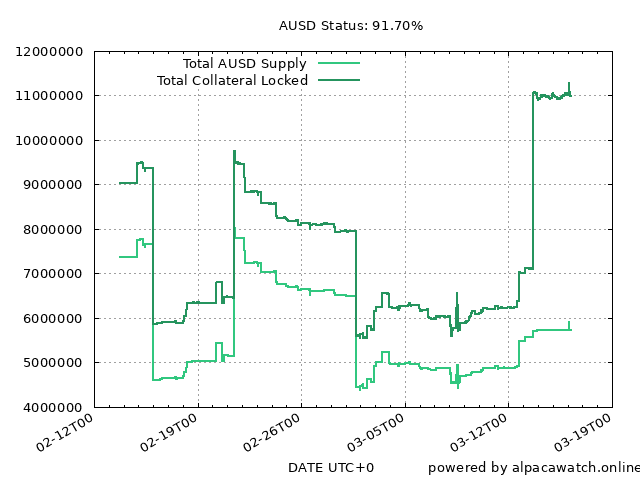 AUSD Status: 91.70%
12000000
11000000
10000000
9000000
8000000
7000000
6000000
5000000
4000000
Total AUSD Supply
Total Collateral Locked
02-12T00
02-19T00
02-26T00
03-05T00
03-12T00
03-19T00
DATE UTC+0
powered by alpacawatch.online